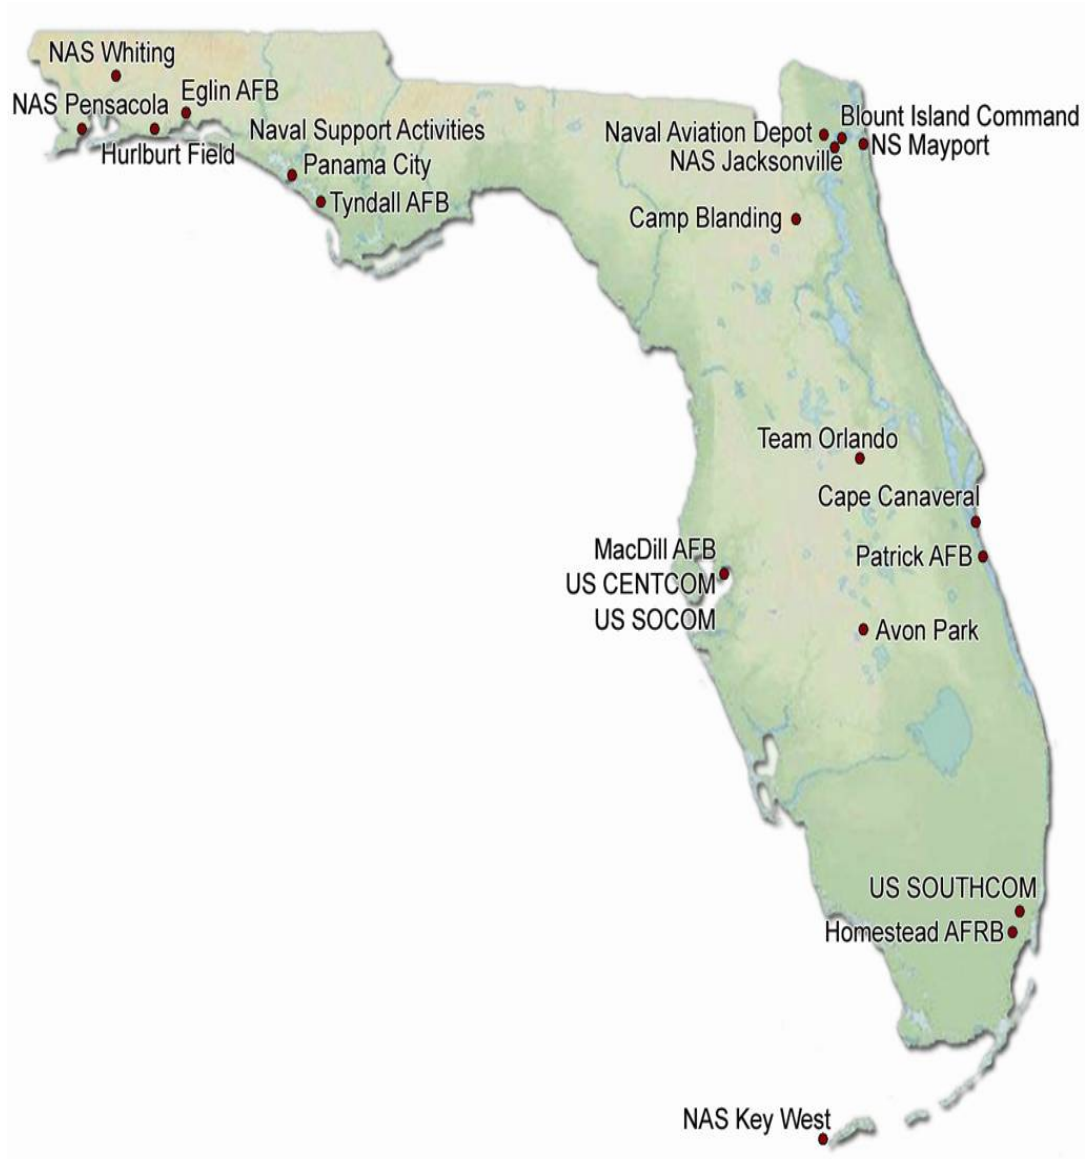 NAS Whiting
Eglin AFB
NAS Pensacola
Hurlburt Field
Naval Support Activities
Panama City
Tyndall AFB
Blount Island Command
Naval Aviation Depot
NS Mayport
NAS Jacksonville
Camp Blanding
Team Orlando
Cape Canaveral
MacDill AFB
US CENTCOM
US SOCOM
Patrick AFB
Avon Park
US SOUTHCOM
Homestead AFRB
NAS Key West